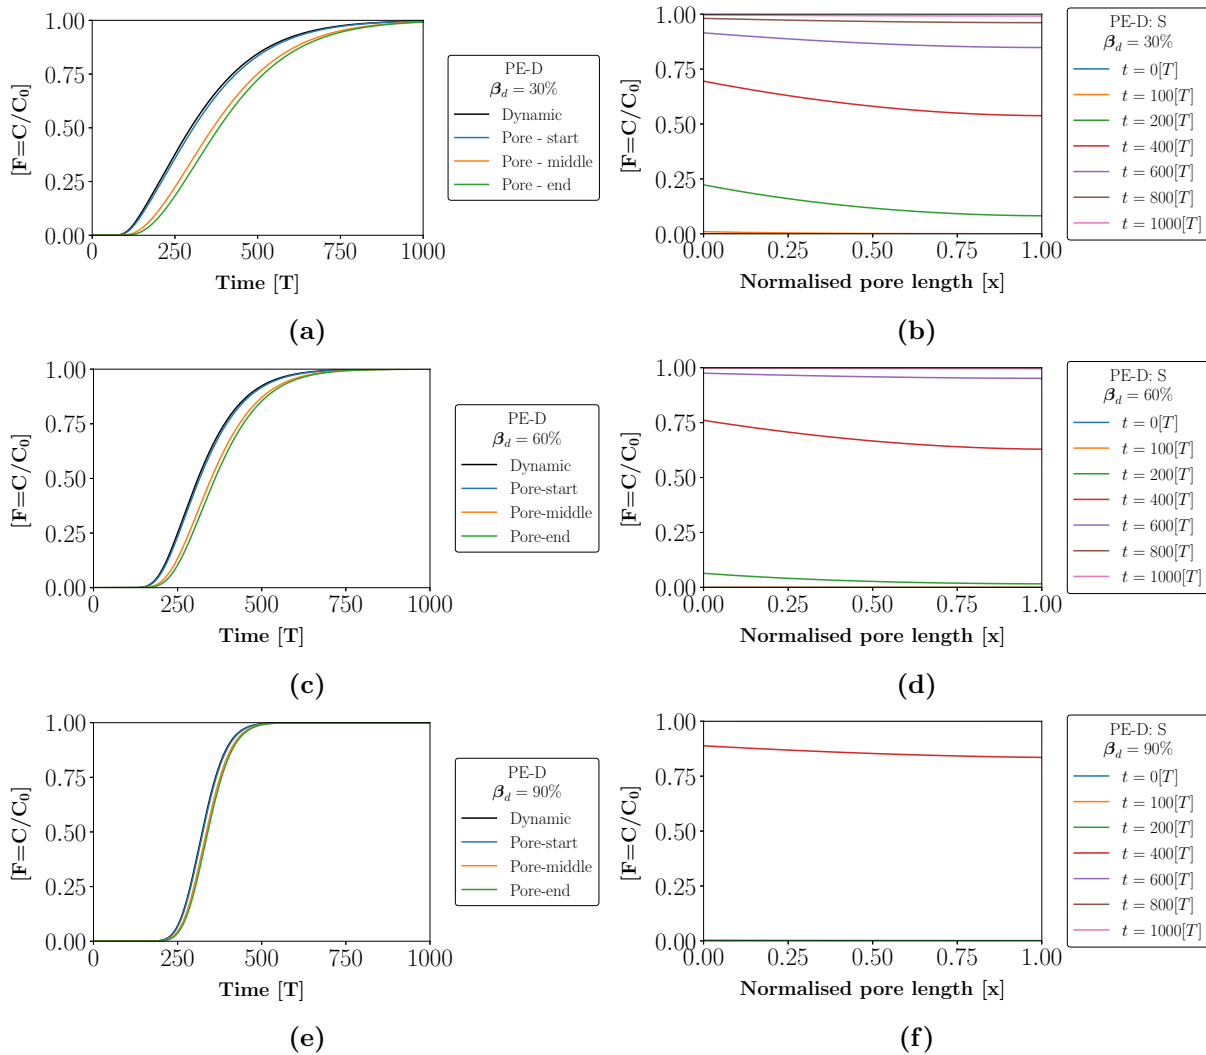 1.00
0.75
0.50
0.25
0.00
[F=C/C₀]
0
250
500
750
1000
Time [T]
PE-D
β_d = 30%
Dynamic
Pore - start
Pore - middle
Pore - end
(a)
1.00
0.75
0.50
0.25
0.00
[F=C/C₀]
0.00
0.25
0.50
0.75
1.00
Normalised pore length [x]
PE-D: S
β_d = 30%
t = 0[T]
t = 100[T]
t = 200[T]
t = 400[T]
t = 600[T]
t = 800[T]
t = 1000[T]
(b)
1.00
0.75
0.50
0.25
0.00
[F=C/C₀]
0
250
500
750
1000
Time [T]
PE-D
β_d = 60%
Dynamic
Pore-start
Pore-middle
Pore-end
(c)
1.00
0.75
0.50
0.25
0.00
[F=C/C₀]
0.00
0.25
0.50
0.75
1.00
Normalised pore length [x]
PE-D: S
β_d = 60%
t = 0[T]
t = 100[T]
t = 200[T]
t = 400[T]
t = 600[T]
t = 800[T]
t = 1000[T]
(d)
1.00
0.75
0.50
0.25
0.00
[F=C/C₀]
0
250
500
750
1000
Time [T]
PE-D
β_d = 90%
Dynamic
Pore-start
Pore-middle
Pore-end
(e)
1.00
0.75
0.50
0.25
0.00
[F=C/C₀]
0.00
0.25
0.50
0.75
1.00
Normalised pore length [x]
PE-D: S
β_d = 90%
t = 0[T]
t = 100[T]
t = 200[T]
t = 400[T]
t = 600[T]
t = 800[T]
t = 1000[T]
(f)